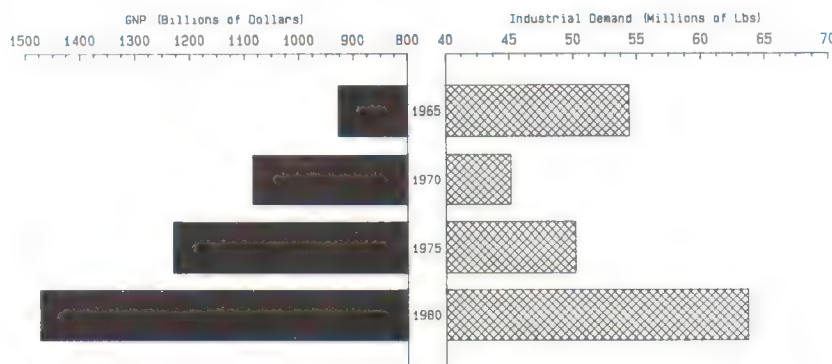 GNP (Billions of Dollars)
1500 1400 1300 1200 1100 1000 900 800
Industrial Demand (Millions of Lbs)
40 45 50 55 60 65 70
1965
1970
1975
1980